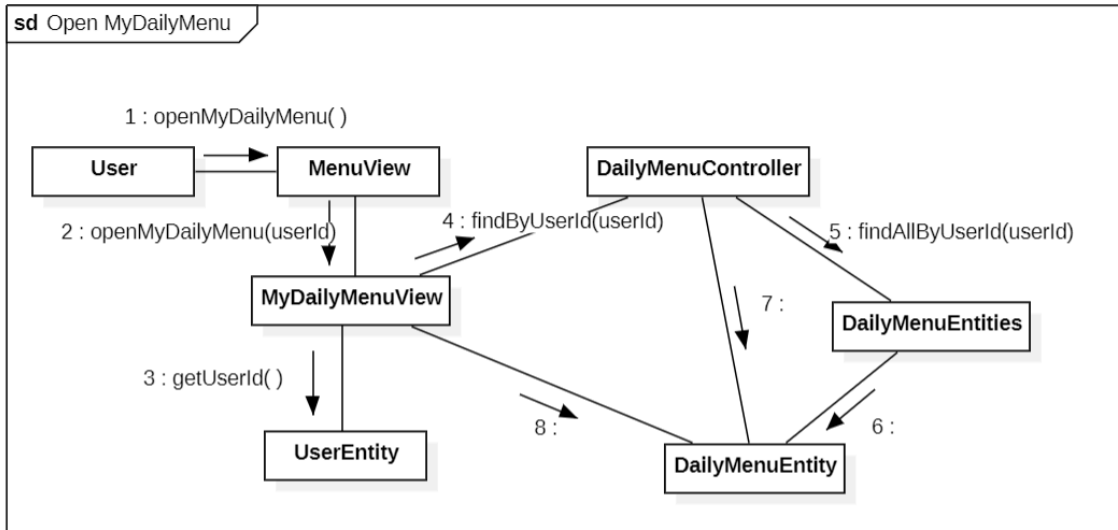 sd Open MyDailyMenu
1 : openMyDailyMenu( )
User
MenuView
DailyMenuController
2 : openMyDailyMenu(userId)
4 : findByUserId(userId)
5 : findAllByUserId(userId)
MyDailyMenuView
7 :
DailyMenuEntities
3 : getUserId( )
8 :
6 :
UserEntity
DailyMenuEntity